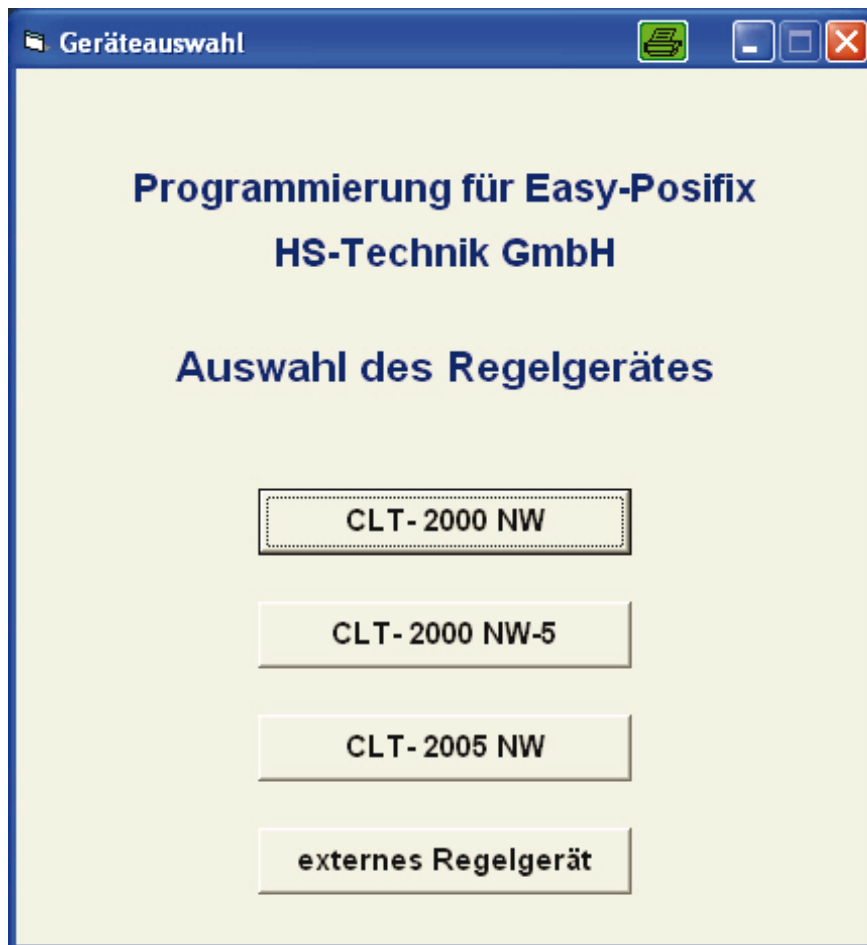 Geräteauswahl
Programmierung für Easy-Posifix
HS-Technik GmbH
Auswahl des Regelgerätes
CLT- 2000 NW
CLT- 2000 NW-5
CLT- 2005 NW
externes Regelgerät